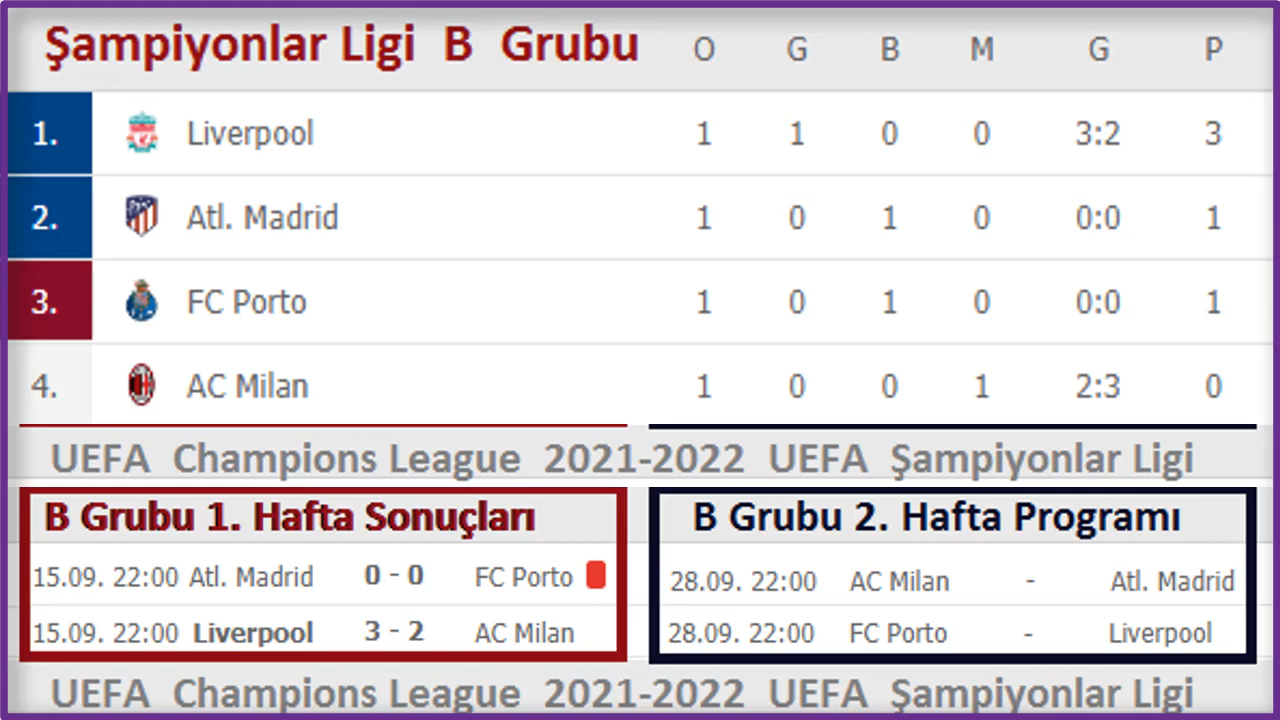 Şampiyonlar Ligi B Grubu O G B M G P
1. Liverpool 1 1 0 0 3:2 3
2. Atl. Madrid 1 0 1 0 0:0 1
3. FC Porto 1 0 1 0 0:0 1
4. AC Milan 1 0 0 1 2:3 0
UEFA Champions League 2021-2022 UEFA Şampiyonlar Ligi
B Grubu 1. Hafta Sonuçları
15.09. 22:00 Atl. Madrid 0 - 0 FC Porto
15.09. 22:00 Liverpool 3 - 2 AC Milan
B Grubu 2. Hafta Programı
28.09. 22:00 AC Milan - Atl. Madrid
28.09. 22:00 FC Porto - Liverpool
UEFA Champions League 2021-2022 UEFA Şampiyonlar Ligi